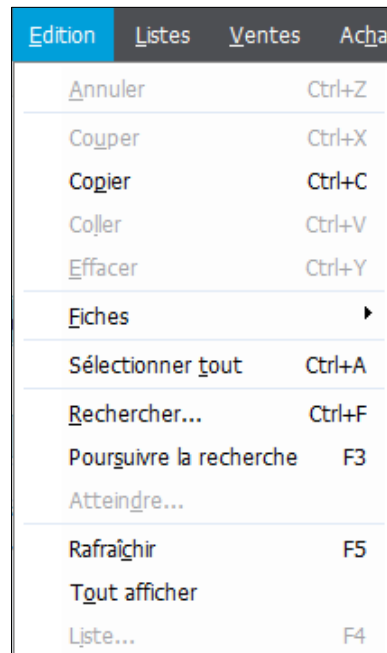 Edition Listes Ventes Acha
Annuler Ctrl+Z
Couper Ctrl+X
Copier Ctrl+C
Coller Ctrl+V
Effacer Ctrl+Y
Fiches
Sélectionner tout Ctrl+A
Rechercher... Ctrl+F
Poursuivre la recherche F3
Atteindre...
Rafraîchir F5
Tout afficher
Liste... F4